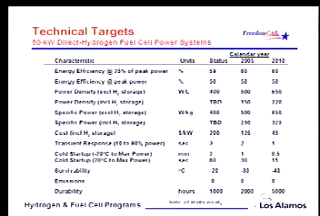 Technical Targets
50-kW Direct-Hydrogen Fuel Cell Power Systems
FreedomCAR
Calendar year
Characteristic Units Status 2005 2010
Energy Efficiency @ 25% of peak power % 59 60 60
Energy Efficiency @ peak power % 50 50 50
Power Density (excl H2 storage) W/L 400 500 650
Power Density (incl H2 storage) TBD 150 220
Specific Power (excl H2 storage) W/kg 400 500 650
Specific Power (incl H2 storage) TBD 250 325
Cost (incl H2 storage) $/kW 200 125 45
Transient Response (10 to 90% power) sec 3 2 1
Cold Startup (-20°C to Max Power) min 2 1 0.5
Cold Startup (20°C to Max Power) sec 60 30 15
Survivability °C -20 -30 -40
Emissions 0 0 0
Durability hours 1000 2000 5000
Hydrogen & Fuel Cell Programs
Los Alamos